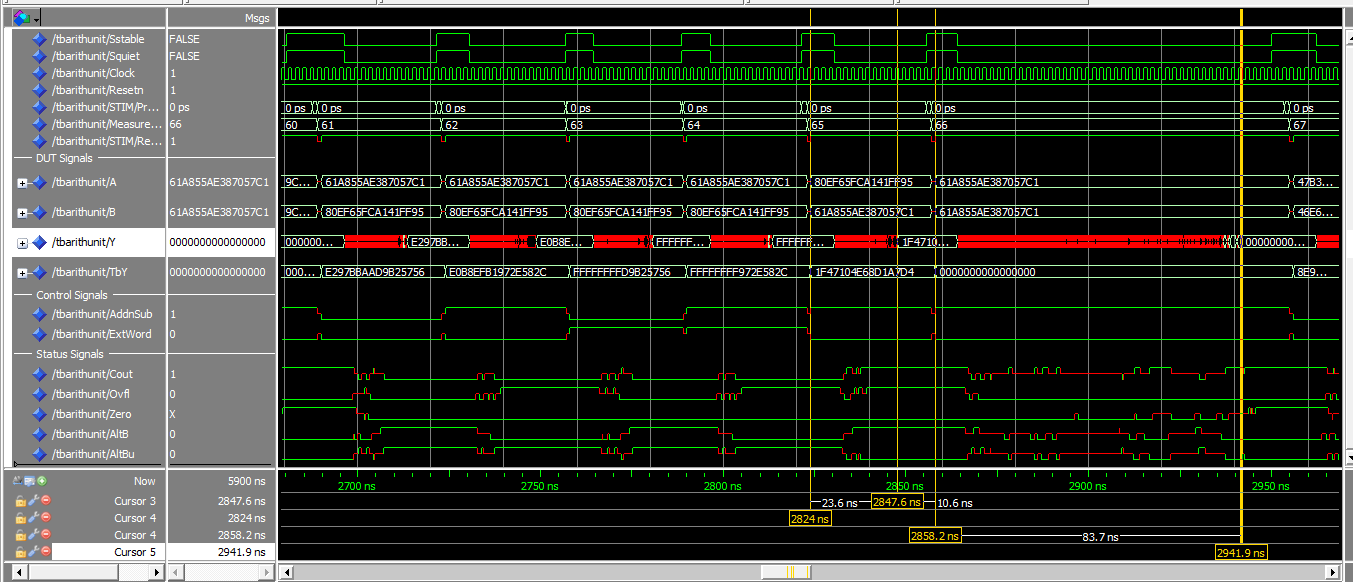 Msgs
/tbarithunit/Sstable FALSE
/tbarithunit/Squiet FALSE
/tbarithunit/Clock 1
/tbarithunit/Resetn 1
/tbarithunit/STIM/Pr... 0 ps 0 ps 0 ps 0 ps 0 ps 0 ps 0 ps 0 ps 0 ps
/tbarithunit/Measure... 66 60 61 62 63 64 65 66 67
/tbarithunit/STIM/Re... 1
DUT Signals
/tbarithunit/A 61A855AE387057C1 9C... 61A855AE387057C1 61A855AE387057C1 61A855AE387057C1 61A855AE387057C1 80EF65FCA141FF95 61A855AE387057C1 47B3...
/tbarithunit/B 61A855AE387057C1 9C... 80EF65FCA141FF95 80EF65FCA141FF95 80EF65FCA141FF95 80EF65FCA141FF95 61A855AE387057C1 61A855AE387057C1 46E6...
/tbarithunit/Y 0000000000000000 000000... E297BB... E0B8E... FFFFFF... FFFFFF... 1F4710... 00000000...
/tbarithunit/TbY 0000000000000000 000... E297BBAAD9B25756 E0B8EFB1972E582C FFFFFFFFD9B25756 FFFFFFFF972E582C 1F47104E68D1A7D4 0000000000000000 8E9...
Control Signals
/tbarithunit/AddnSub 1
/tbarithunit/ExtWord 0
Status Signals
/tbarithunit/Cout 1
/tbarithunit/Ovfl 0
/tbarithunit/Zero X
/tbarithunit/AltB 0
/tbarithunit/AltBu 0
Now 5900 ns 2700 ns 2750 ns 2800 ns 2850 ns 2900 ns 2950 ns
Cursor 3 2847.6 ns 23.6 ns 2847.6 ns 10.6 ns
Cursor 4 2824 ns 2824 ns
Cursor 4 2858.2 ns 2858.2 ns 83.7 ns
Cursor 5 2941.9 ns 2941.9 ns